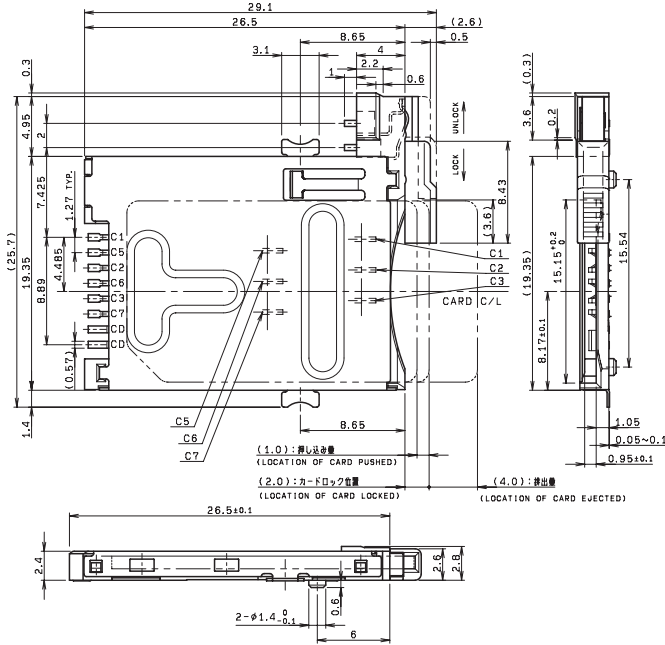 29.1
26.5
(2.6)
8.65
4
0.5
3.1
2.2
1
0.6
0.3
4.95
2
7.425
1.27 TYP.
(25.7)
19.35
4.485
8.89
(0.57)
1.4
UNLOCK
LOCK
8.43
(3.6)
C1
C5
C2
C6
C3
C7
CD
CD
C1
C2
C3
CARD C/L
C5
C6
C7
8.65
(1.0):押し込み量
(LOCATION OF CARD PUSHED)
(2.0):カードロック位置
(LOCATION OF CARD LOCKED)
(4.0):排出量
(LOCATION OF CARD EJECTED)
(0.3)
3.6
0.2
(19.35)
15.15 +0.2 0
8.17±0.1
15.54
1.05
0.05~0.1
0.95±0.1
26.5±0.1
2.4
2.6
2.8
0.6
2-ø1.4 0 -0.1
6